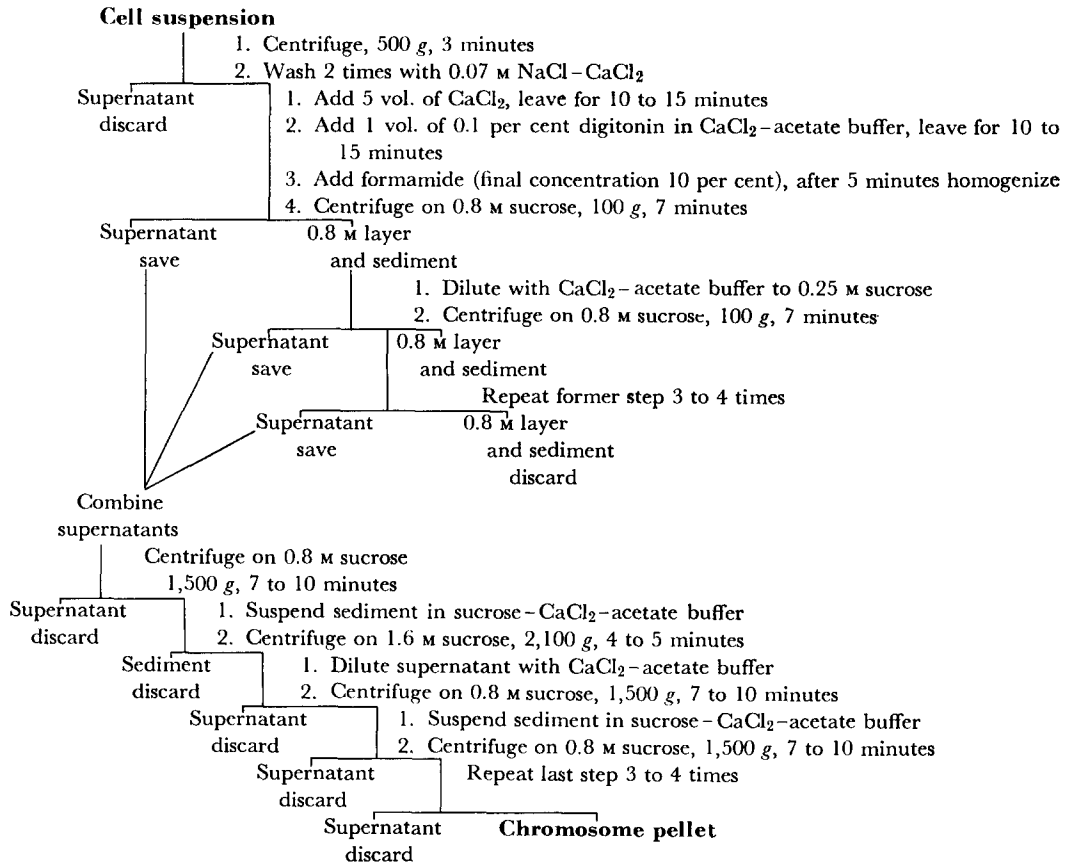 Cell suspension
1. Centrifuge, 500 g, 3 minutes
2. Wash 2 times with 0.07 M NaCl–CaCl₂
Supernatant
discard
1. Add 5 vol. of CaCl₂, leave for 10 to 15 minutes
2. Add 1 vol. of 0.1 per cent digitonin in CaCl₂–acetate buffer, leave for 10 to
15 minutes
3. Add formamide (final concentration 10 per cent), after 5 minutes homogenize
4. Centrifuge on 0.8 M sucrose, 100 g, 7 minutes
Supernatant
save
0.8 M layer
and sediment
1. Dilute with CaCl₂–acetate buffer to 0.25 M sucrose
2. Centrifuge on 0.8 M sucrose, 100 g, 7 minutes
Supernatant
save
0.8 M layer
and sediment
Repeat former step 3 to 4 times
Supernatant
save
0.8 M layer
and sediment
discard
Combine
supernatants
Centrifuge on 0.8 M sucrose
1,500 g, 7 to 10 minutes
Supernatant
discard
1. Suspend sediment in sucrose–CaCl₂–acetate buffer
2. Centrifuge on 1.6 M sucrose, 2,100 g, 4 to 5 minutes
Sediment
discard
1. Dilute supernatant with CaCl₂–acetate buffer
2. Centrifuge on 0.8 M sucrose, 1,500 g, 7 to 10 minutes
Supernatant
discard
1. Suspend sediment in sucrose–CaCl₂–acetate buffer
2. Centrifuge on 0.8 M sucrose, 1,500 g, 7 to 10 minutes
Supernatant
discard
Repeat last step 3 to 4 times
Supernatant
discard
Chromosome pellet